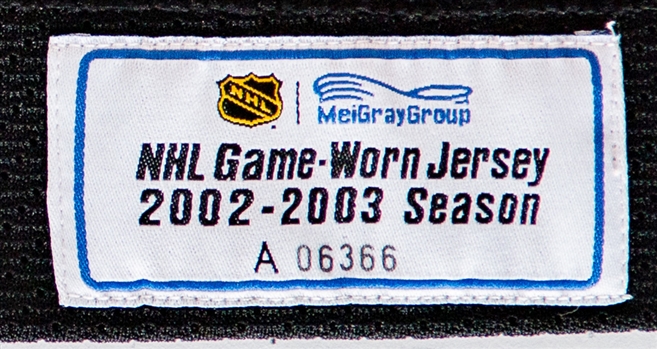 NHL
MeiGrayGroup
NHL Game-Worn Jersey
2002-2003 Season
A 06366